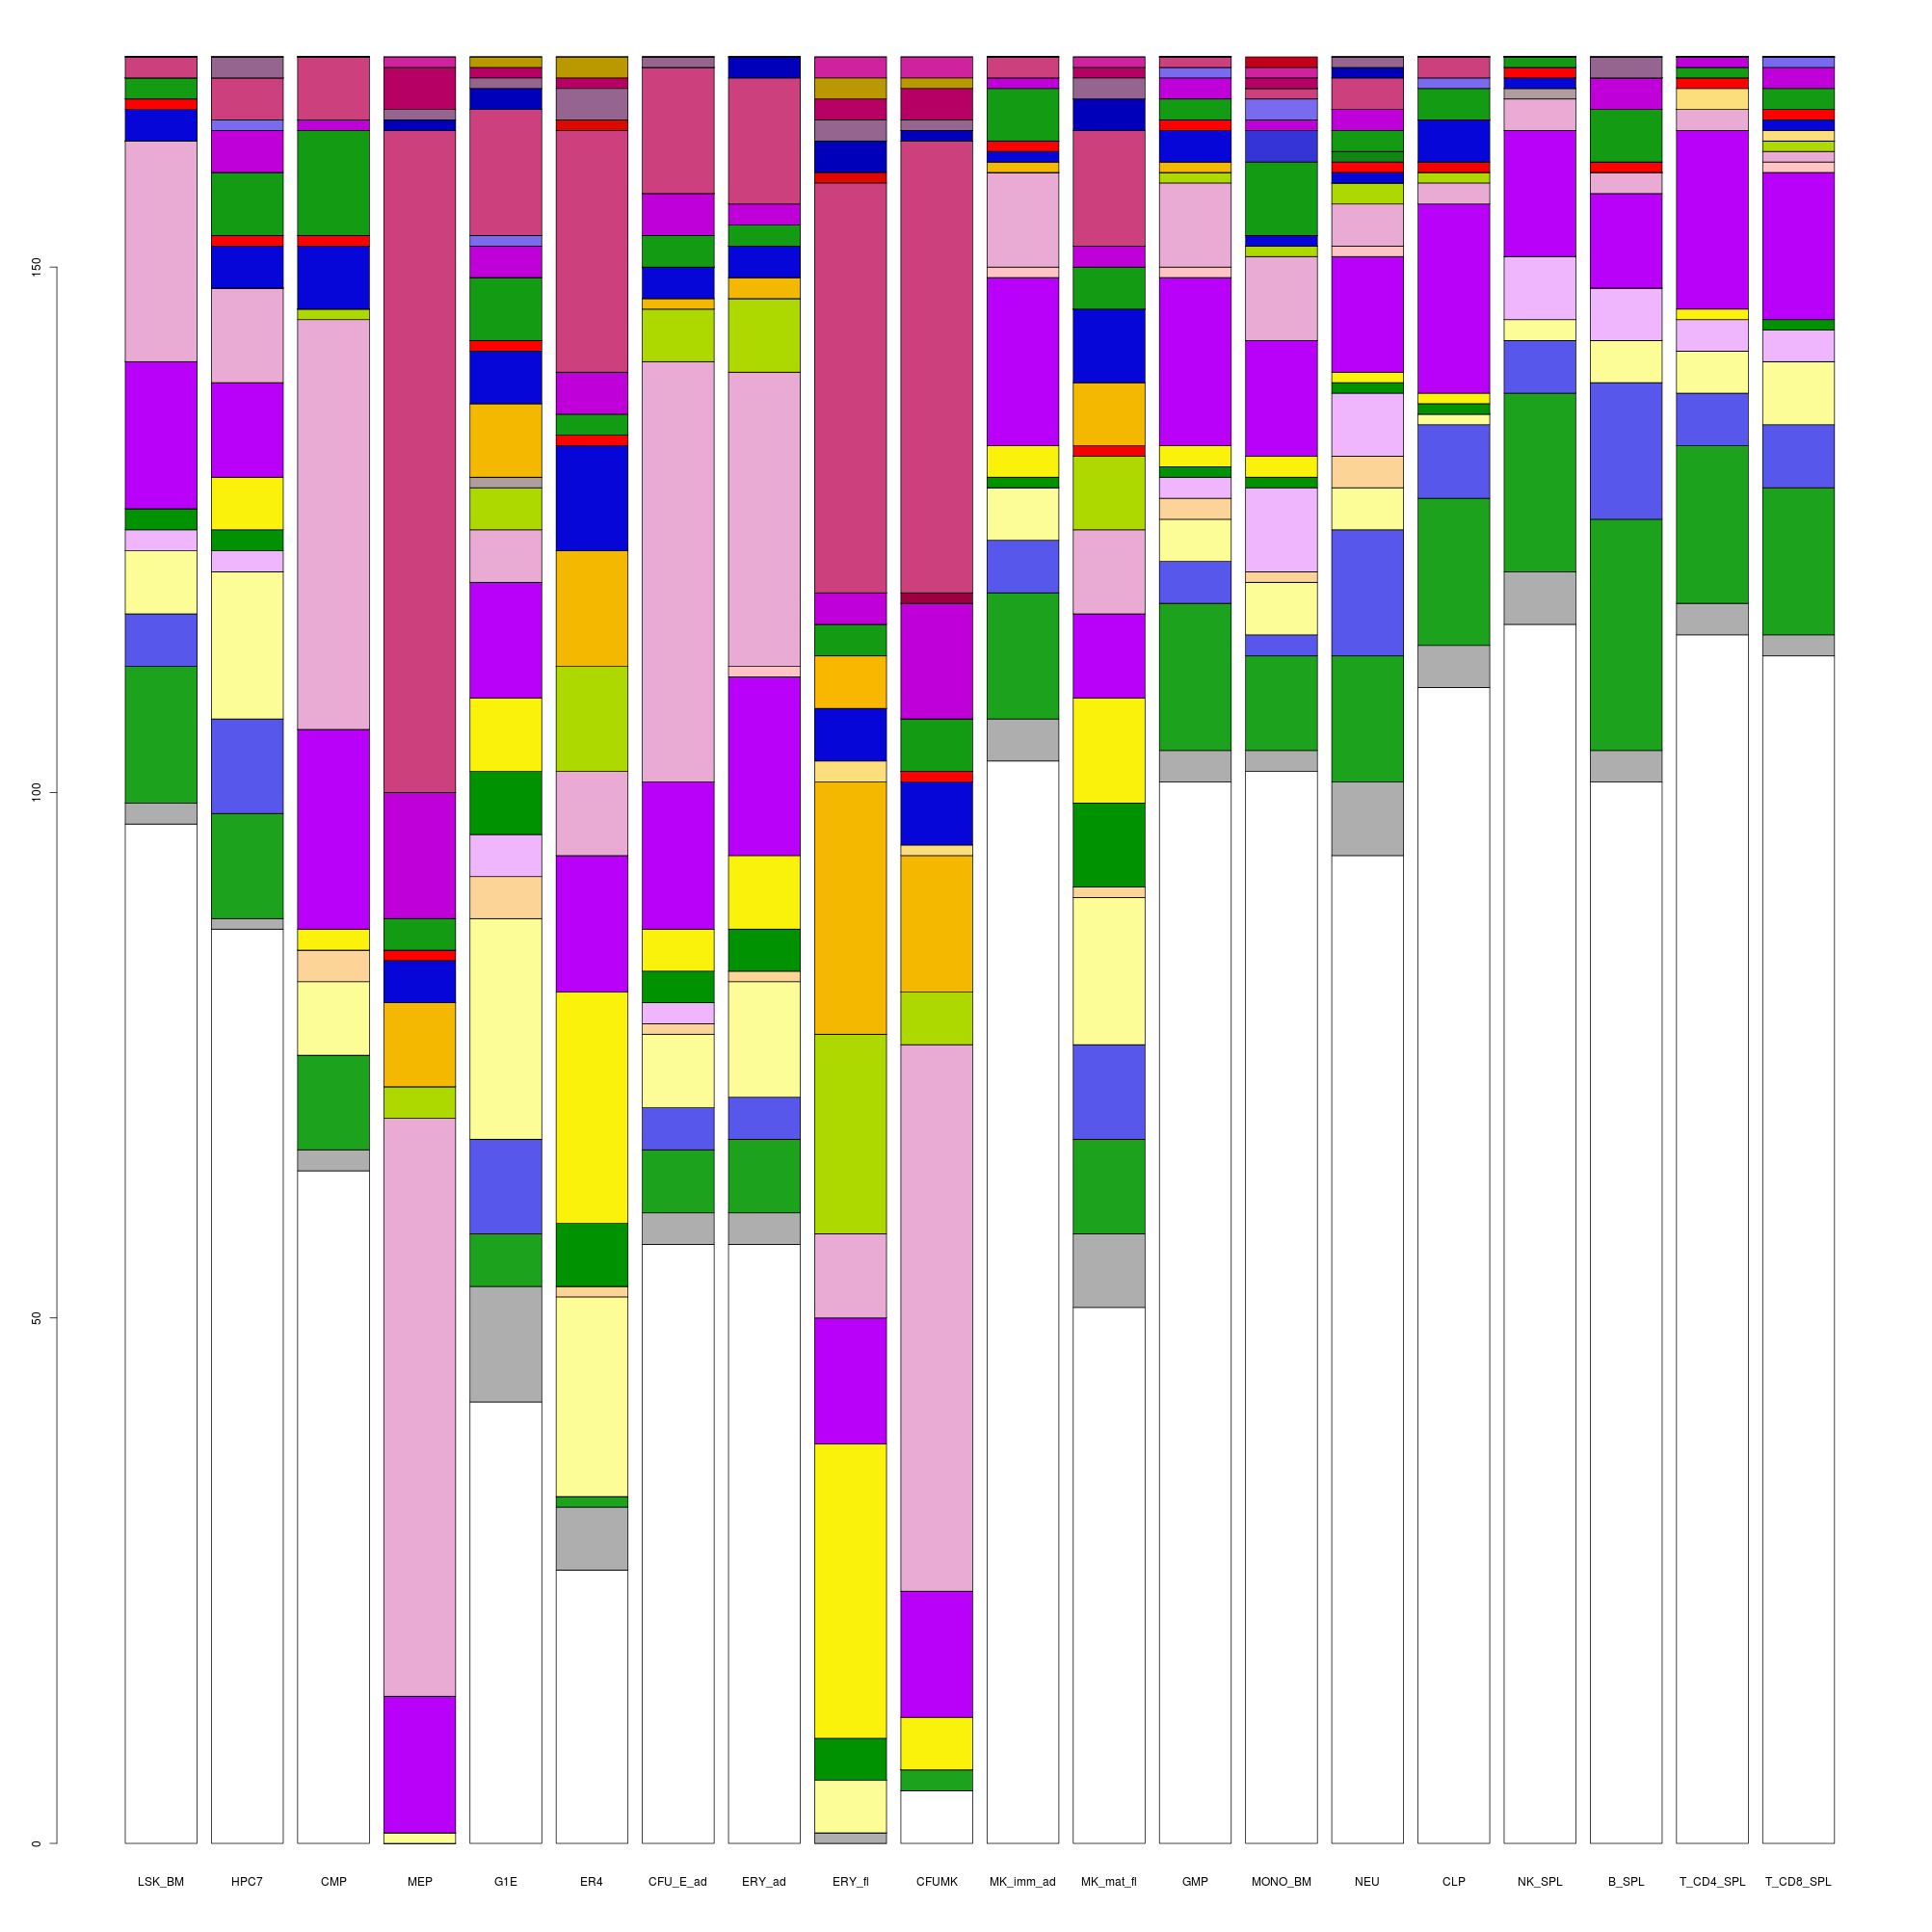 150
100
50
0
LSK_BM HPC7 CMP MEP G1E ER4 CFU_E_ad ERY_ad ERY_fl CFUMK MK_imm_ad MK_mat_fl GMP MONO_BM NEU CLP NK_SPL B_SPL T_CD4_SPL T_CD8_SPL